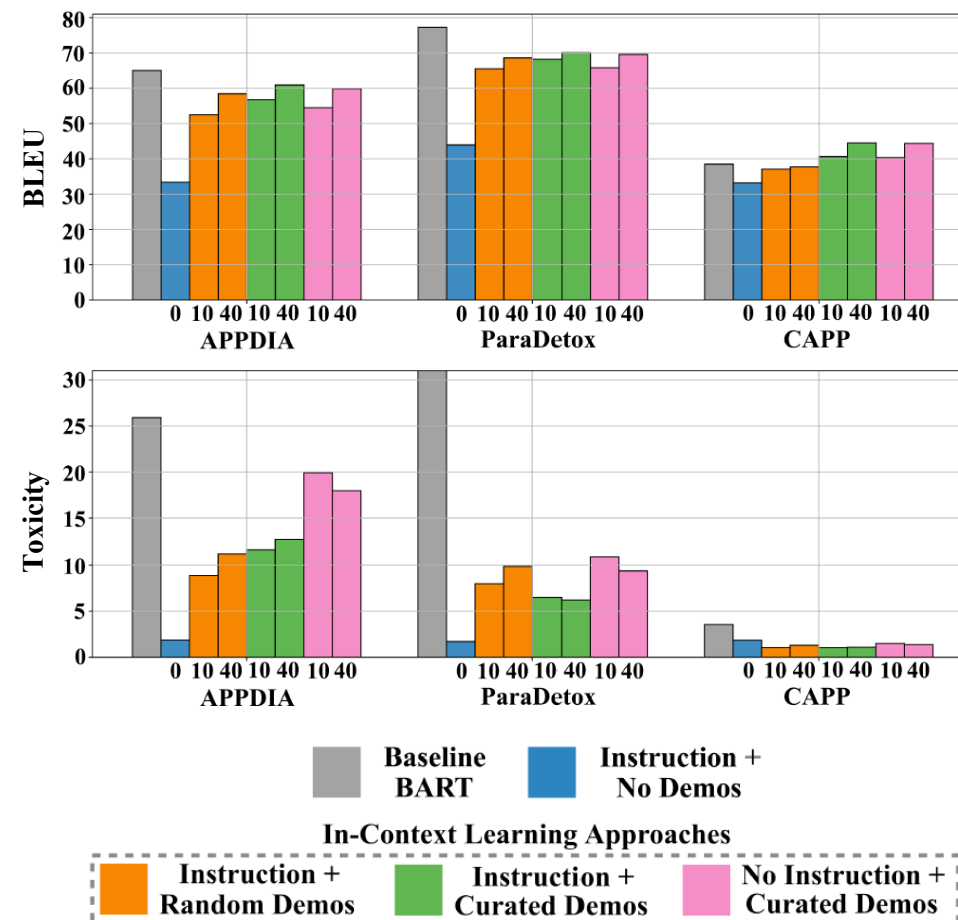 BLEU
80
70
60
50
40
30
20
10
0
0 10 40 10 40 10 40
0 10 40 10 40 10 40
0 10 40 10 40 10 40
APPDIA
ParaDetox
CAPP
Toxicity
30
25
20
15
10
5
0
0 10 40 10 40 10 40
0 10 40 10 40 10 40
0 10 40 10 40 10 40
APPDIA
ParaDetox
CAPP
Baseline
BART
Instruction +
No Demos
In-Context Learning Approaches
Instruction +
Random Demos
Instruction +
Curated Demos
No Instruction +
Curated Demos